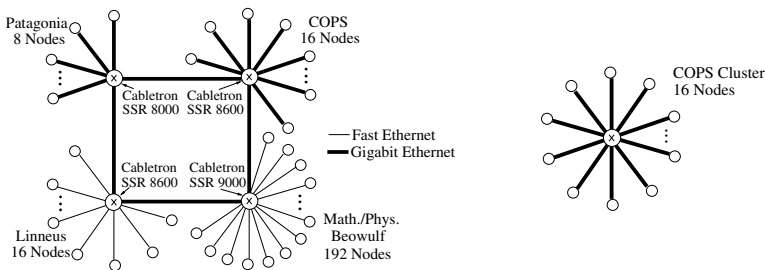 Patagonia
8 Nodes
COPS
16 Nodes
x
x
Cabletron
SSR 8000
Cabletron
SSR 8600
Fast Ethernet
Gigabit Ethernet
Cabletron
SSR 8600
Cabletron
SSR 9000
x
x
Linneus
16 Nodes
Math./Phys.
Beowulf
192 Nodes
COPS Cluster
16 Nodes
x